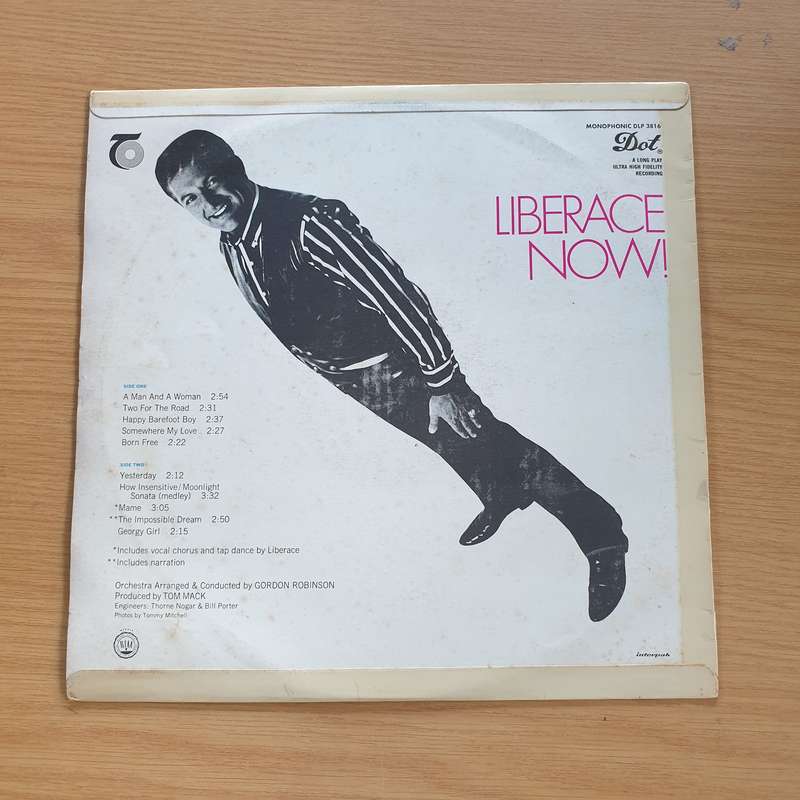 MONOPHONIC DLP 3816
Dot®
A LONG PLAY
ULTRA HIGH FIDELITY
RECORDING
LIBERACE
NOW!
SIDE ONE
A Man And A Woman 2:54
Two For The Road 2:31
Happy Barefoot Boy 2:37
Somewhere My Love 2:27
Born Free 2:22
SIDE TWO
Yesterday 2:12
How Insensitive/Moonlight
Sonata (medley) 3:32
*Mame 3:05
**The Impossible Dream 2:50
Georgy Girl 2:15
*Includes vocal chorus and tap dance by Liberace
**Includes narration
Orchestra Arranged & Conducted by GORDON ROBINSON
Produced by TOM MACK
Engineers: Thorne Nogar & Bill Porter
Photos by Tommy Mitchell
interpak